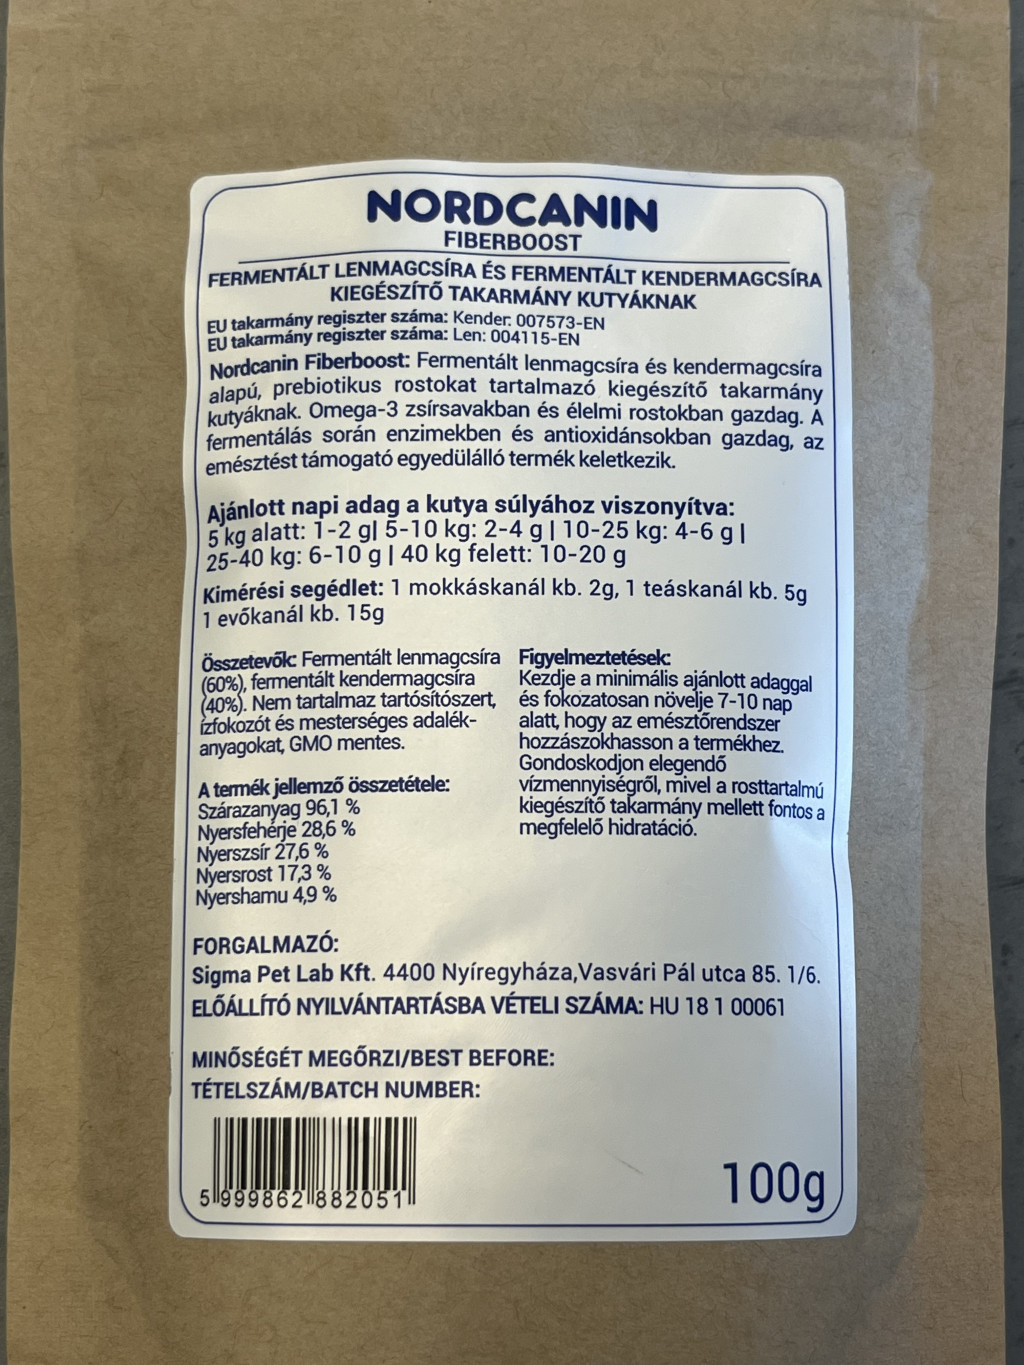 NORDCANIN
FIBERBOOST
FERMENTÁLT LENMAGCSÍRA ÉS FERMENTÁLT KENDERMAGCSÍRA
KIEGÉSZÍTŐ TAKARMÁNY KUTYÁKNAK
EU takarmány regiszter száma: Kender: 007573-EN
EU takarmány regiszter száma: Len: 004115-EN
Nordcanin Fiberboost: Fermentált lenmagcsíra és kendermagcsíra
alapú, prebiotikus rostokat tartalmazó kiegészítő takarmány
kutyáknak. Omega-3 zsírsavakban és élelmi rostokban gazdag. A
fermentálás során enzimekben és antioxidánsokban gazdag, az
emésztést támogató egyedülálló termék keletkezik.
Ajánlott napi adag a kutya súlyához viszonyítva:
5 kg alatt: 1-2 g| 5-10 kg: 2-4 g | 10-25 kg: 4-6 g |
25-40 kg: 6-10 g | 40 kg felett: 10-20 g
Kimérési segédlet: 1 mokkáskanál kb. 2g, 1 teáskanál kb. 5g
1 evőkanál kb. 15g
Összetevők: Fermentált lenmagcsíra
(60%), fermentált kendermagcsíra
(40%). Nem tartalmaz tartósítószert,
ízfokozót és mesterséges adalék-
anyagokat, GMO mentes.
A termék jellemző összetétele:
Szárazanyag 96,1 %
Nyersfehérje 28,6 %
Nyerszsír 27,6 %
Nyersrost 17,3 %
Nyershamu 4,9 %
Figyelmeztetések:
Kezdje a minimális ajánlott adaggal
és fokozatosan növelje 7-10 nap
alatt, hogy az emésztőrendszer
hozzászokhasson a termékhez.
Gondoskodjon elegendő
vízmennyiségről, mivel a rosttartalmú
kiegészítő takarmány mellett fontos a
megfelelő hidratáció.
FORGALMAZÓ:
Sigma Pet Lab Kft. 4400 Nyíregyháza,Vasvári Pál utca 85. 1/6.
ELŐÁLLÍTÓ NYILVÁNTARTÁSBA VÉTELI SZÁMA: HU 18 1 00061
MINŐSÉGÉT MEGŐRZI/BEST BEFORE:
TÉTELSZÁM/BATCH NUMBER:
5 999862 882051
100g